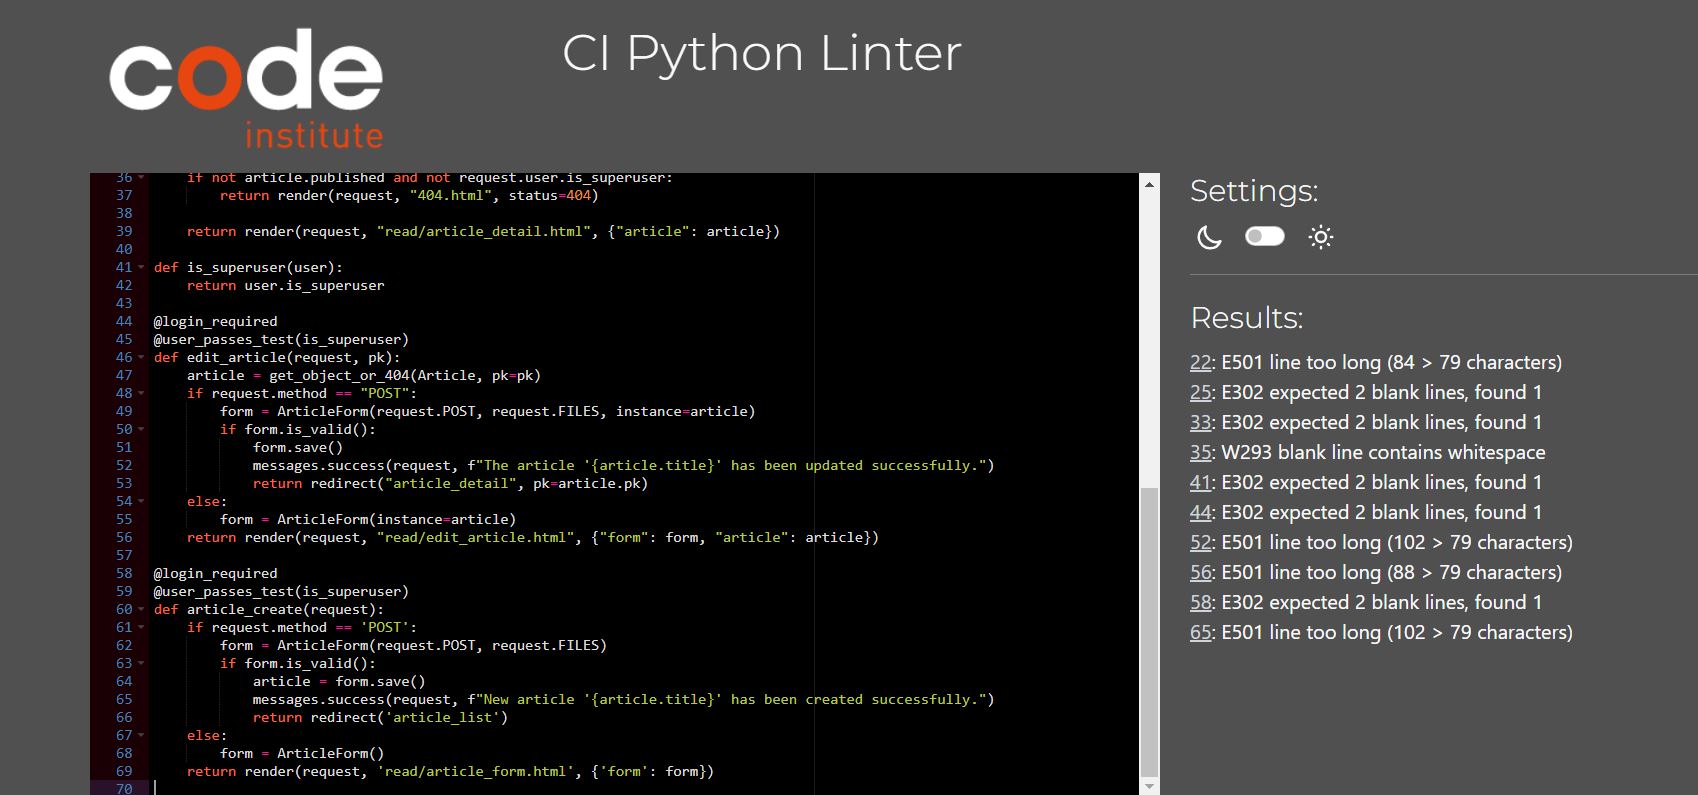 code
institute
CI Python Linter
36 if not article.published and not request.user.is_superuser:
37 return render(request, "404.html", status=404)
38
39 return render(request, "read/article_detail.html", {"article": article})
40
41 def is_superuser(user):
42 return user.is_superuser
43
44 @login_required
45 @user_passes_test(is_superuser)
46 def edit_article(request, pk):
47 article = get_object_or_404(Article, pk=pk)
48 if request.method == "POST":
49 form = ArticleForm(request.POST, request.FILES, instance=article)
50 if form.is_valid():
51 form.save()
52 messages.success(request, f"The article '{article.title}' has been updated successfully.")
53 return redirect("article_detail", pk=article.pk)
54 else:
55 form = ArticleForm(instance=article)
56 return render(request, "read/edit_article.html", {"form": form, "article": article})
57
58 @login_required
59 @user_passes_test(is_superuser)
60 def article_create(request):
61 if request.method == 'POST':
62 form = ArticleForm(request.POST, request.FILES)
63 if form.is_valid():
64 article = form.save()
65 messages.success(request, f"New article '{article.title}' has been created successfully.")
66 return redirect('article_list')
67 else:
68 form = ArticleForm()
69 return render(request, 'read/article_form.html', {'form': form})
70
Settings:
Results:
22: E501 line too long (84 > 79 characters)
25: E302 expected 2 blank lines, found 1
33: E302 expected 2 blank lines, found 1
35: W293 blank line contains whitespace
41: E302 expected 2 blank lines, found 1
44: E302 expected 2 blank lines, found 1
52: E501 line too long (102 > 79 characters)
56: E501 line too long (88 > 79 characters)
58: E302 expected 2 blank lines, found 1
65: E501 line too long (102 > 79 characters)